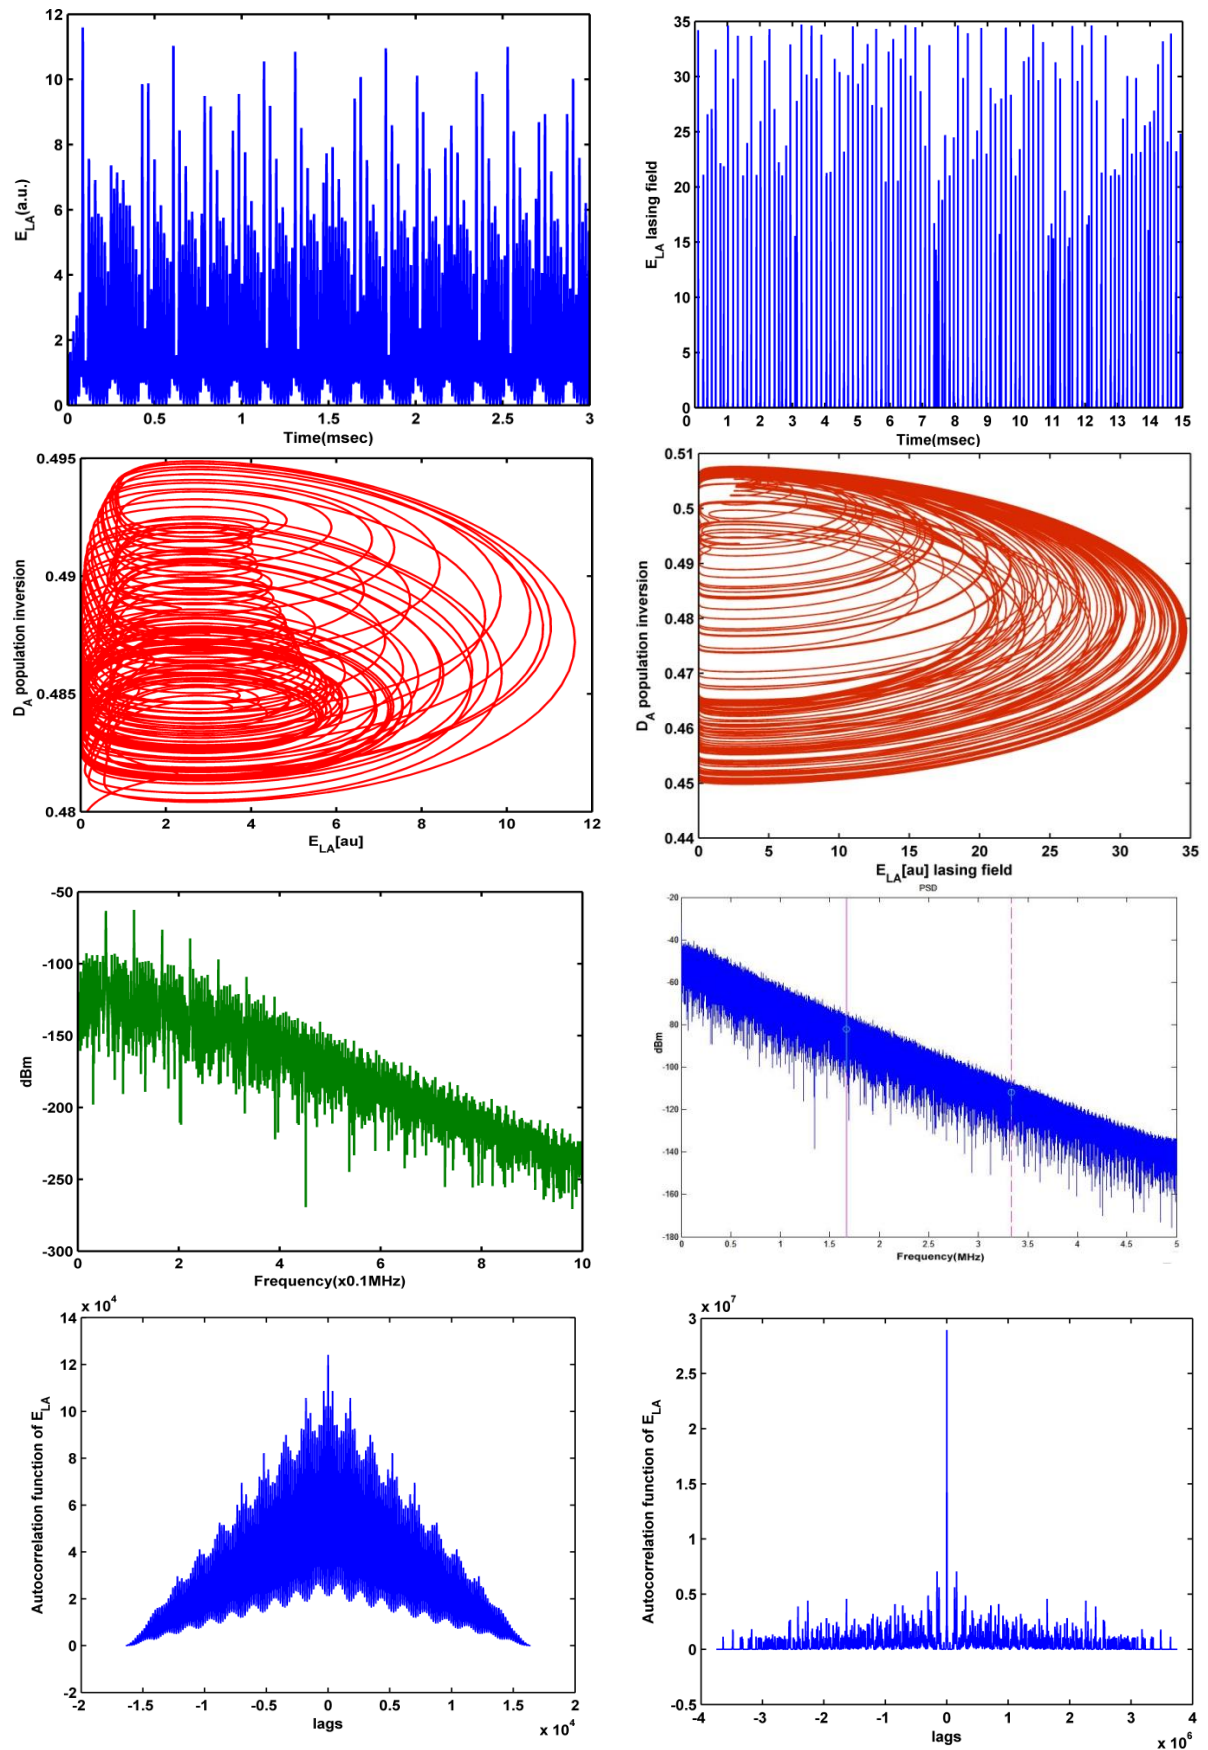 12
10
8
6
4
2
0
E_LA(a.u.)
0 0.5 1 1.5 2 2.5 3
Time(msec)
35
30
25
20
15
10
5
0
E_LA lasing field
0 1 2 3 4 5 6 7 8 9 10 11 12 13 14 15
Time(msec)
0.495
0.49
0.485
0.48
D_A population inversion
0 2 4 6 8 10 12
E_LA[au]
0.51
0.5
0.49
0.48
0.47
0.46
0.45
0.44
D_A population inversion
0 5 10 15 20 25 30 35
E_LA[au] lasing field
-50
-100
-150
-200
-250
-300
dBm
0 2 4 6 8 10
Frequency(x0.1MHz)
PSD
-20
-40
-60
-80
-100
-120
-140
-160
-180
dBm
0 0.5 1 1.5 2 2.5 3 3.5 4 4.5 5
Frequency(MHz)
x 10^4
14
12
10
8
6
4
2
0
-2
Autocorrelation function of E_LA
-20 -15 -1 -0.5 0 0.5 10 15 20
lags
x 10^4
x 10^7
3
2.5
2
1.5
1
0.5
0
-0.5
Autocorrelation function of E_LA
-4 -3 -2 -1 0 1 2 3 4
lags
x 10^6